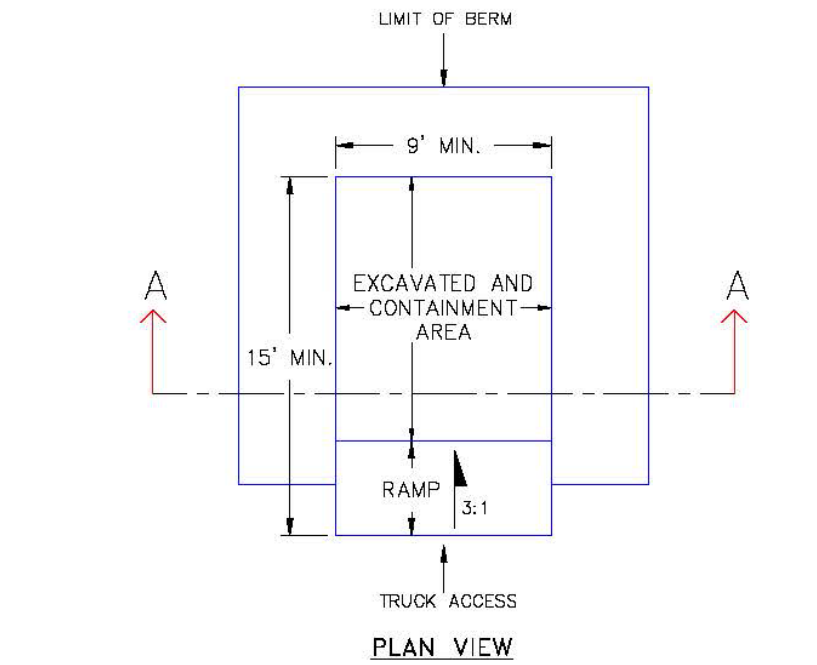 LIMIT OF BERM
9' MIN.
A
A
EXCAVATED AND
CONTAINMENT
AREA
15' MIN.
RAMP
3:1
TRUCK ACCESS
PLAN VIEW